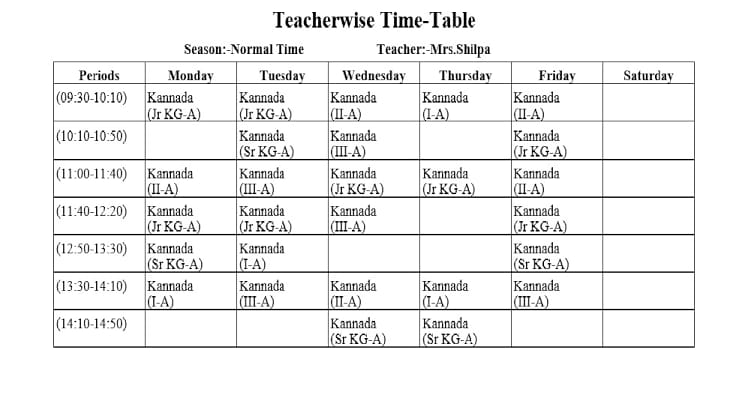 Teacherwise Time-Table
Season:-Normal Time Teacher:-Mrs.Shilpa
Periods Monday Tuesday Wednesday Thursday Friday Saturday
(09:30-10:10) Kannada Kannada Kannada Kannada Kannada
(Jr KG-A) (Jr KG-A) (II-A) (I-A) (II-A)
(10:10-10:50) Kannada Kannada Kannada
(Sr KG-A) (III-A) (Jr KG-A)
(11:00-11:40) Kannada Kannada Kannada Kannada Kannada
(II-A) (III-A) (Jr KG-A) (Jr KG-A) (II-A)
(11:40-12:20) Kannada Kannada Kannada Kannada
(Jr KG-A) (Jr KG-A) (III-A) (Jr KG-A)
(12:50-13:30) Kannada Kannada Kannada
(Sr KG-A) (I-A) (Sr KG-A)
(13:30-14:10) Kannada Kannada Kannada Kannada Kannada
(I-A) (III-A) (II-A) (I-A) (III-A)
(14:10-14:50) Kannada Kannada
(Sr KG-A) (Sr KG-A)